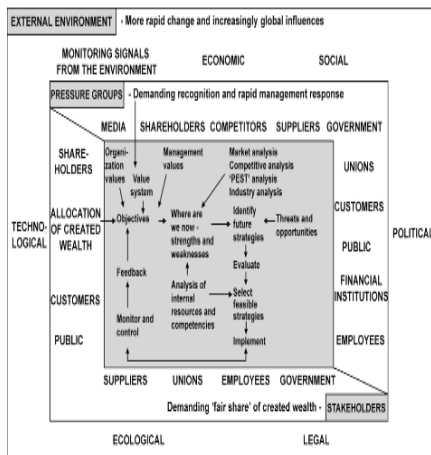 EXTERNAL ENVIRONMENT - More rapid change and increasingly global influences
MONITORING SIGNALS
FROM THE ENVIRONMENT
ECONOMIC
SOCIAL
PRESSURE GROUPS - Demanding recognition and rapid management response
MEDIA SHAREHOLDERS COMPETITORS SUPPLIERS GOVERNMENT
SHARE-
HOLDERS
Organi-
zation
values
Value
system
Management
values
Market analysis
Competitive analysis
'PEST' analysis
Industry analysis
UNIONS
TECHNO-
LOGICAL
ALLOCATION
OF CREATED
WEALTH
Objectives
Where are
we now -
strengths and
weaknesses
Identify
future
strategies
Threats and
opportunities
CUSTOMERS
PUBLIC
POLITICAL
Feedback
Evaluate
Analysis of
internal
resources and
competencies
Select
feasible
strategies
FINANCIAL
INSTITUTIONS
CUSTOMERS
PUBLIC
Monitor and
control
Implement
EMPLOYEES
SUPPLIERS UNIONS EMPLOYEES GOVERNMENT
Demanding 'fair share' of created wealth - STAKEHOLDERS
ECOLOGICAL
LEGAL